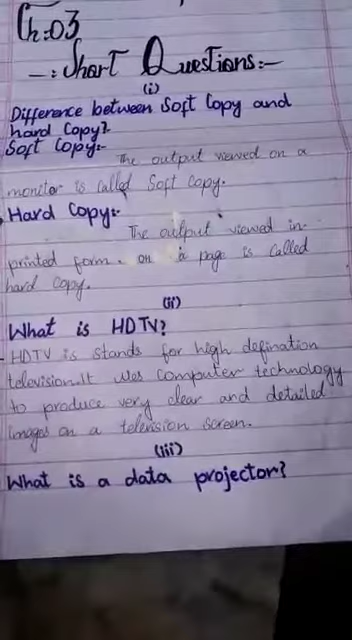 Ch:03
-: Short Questions:-
(i)
Difference between Soft Copy and
hard Copy?
Soft Copy:-
The output viewed on a
monitor is called Soft Copy.
Hard Copy:-
The output viewed in
printed form on a page is called
hard copy.
(ii)
What is HDTV?
HDTV is stands for high defination
television. It uses computer technology
to produce very clear and detailed
images on a television screen.
(iii)
What is a data projector?